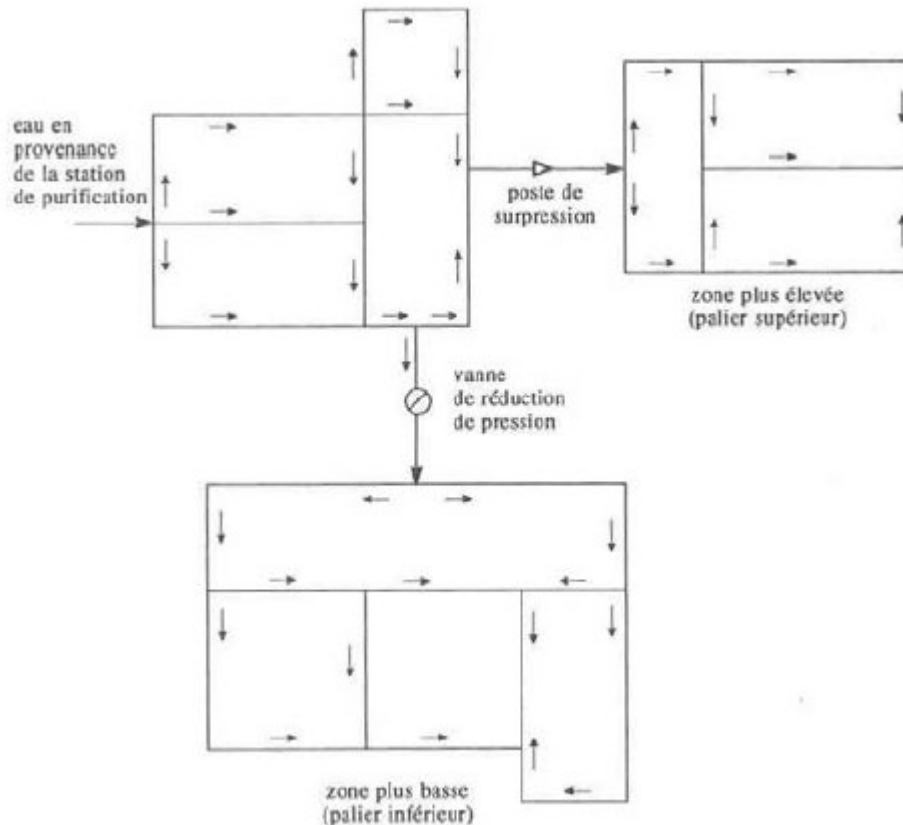 eau en
provenance
de la station
de purification
poste de
surpression
zone plus élevée
(palier supérieur)
vanne
de réduction
de pression
zone plus basse
(palier inférieur)